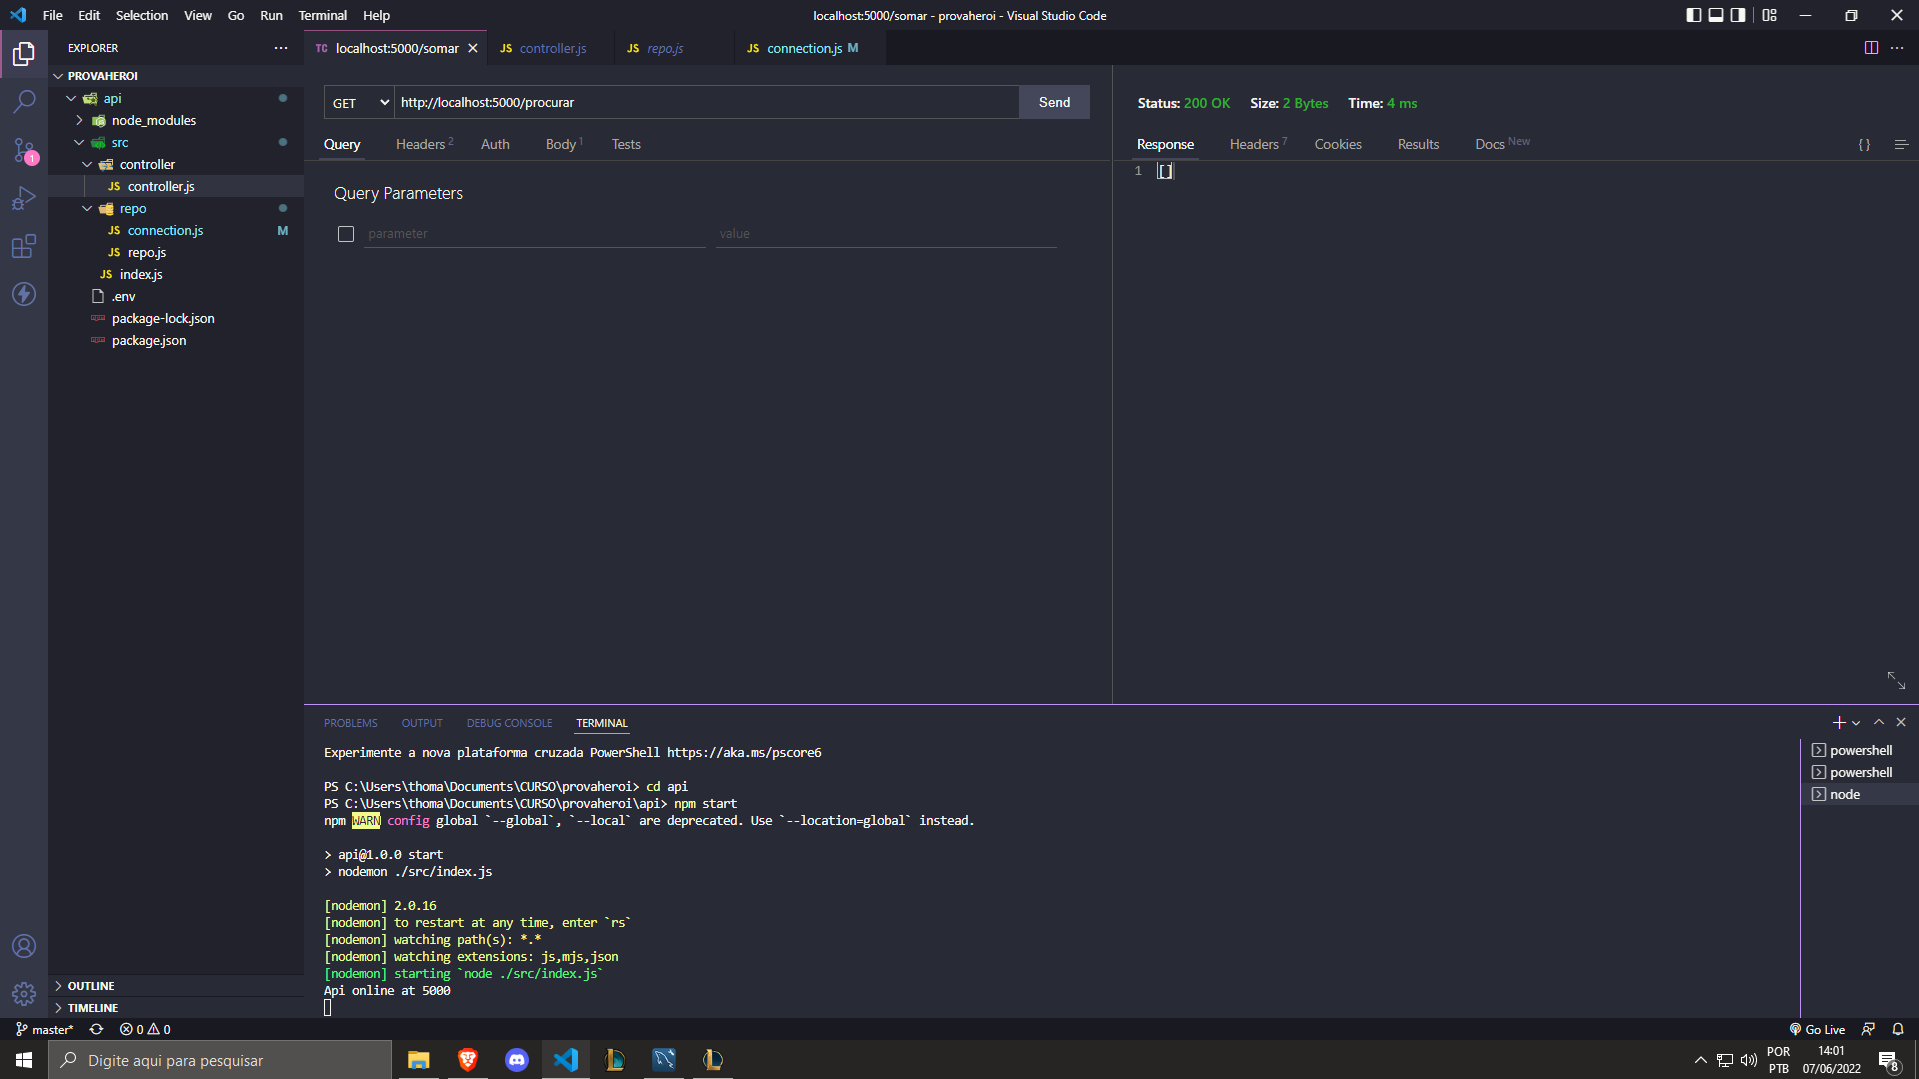 File Edit Selection View Go Run Terminal Help
localhost:5000/somar - provaheroi - Visual Studio Code
EXPLORER
PROVAHEROI
api
node_modules
src
controller
JS controller.js
repo
JS connection.js M
JS repo.js
JS index.js
.env
package-lock.json
package.json
OUTLINE
TIMELINE
1
TC localhost:5000/somar
JS controller.js
JS repo.js
JS connection.js M
GET http://localhost:5000/procurar Send
Query Headers 2 Auth Body 1 Tests
Query Parameters
parameter value
Status: 200 OK Size: 2 Bytes Time: 4 ms
Response Headers 7 Cookies Results Docs New
{ }
1 []
PROBLEMS OUTPUT DEBUG CONSOLE TERMINAL
Experimente a nova plataforma cruzada PowerShell https://aka.ms/pscore6
PS C:\Users\thoma\Documents\CURSO\provaheroi> cd api
PS C:\Users\thoma\Documents\CURSO\provaheroi\api> npm start
npm WARN config global `--global`, `--local` are deprecated. Use `--location=global` instead.
> api@1.0.0 start
> nodemon ./src/index.js
[nodemon] 2.0.16
[nodemon] to restart at any time, enter `rs`
[nodemon] watching path(s): *.*
[nodemon] watching extensions: js,mjs,json
[nodemon] starting `node ./src/index.js`
Api online at 5000
powershell
powershell
node
master* 0 0
Go Live
Digite aqui para pesquisar
POR
PTB
14:01
07/06/2022
8